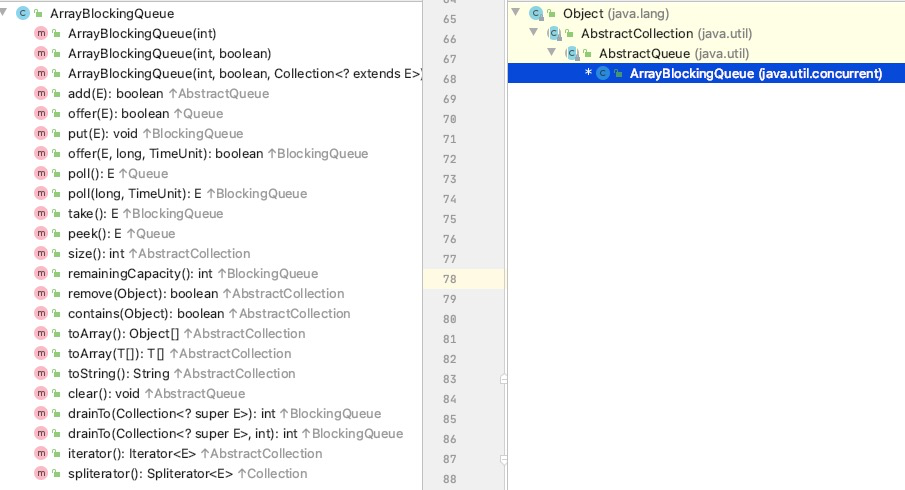 ArrayBlockingQueue
ArrayBlockingQueue(int)
ArrayBlockingQueue(int, boolean)
ArrayBlockingQueue(int, boolean, Collection<? extends E>)
add(E): boolean ↑AbstractQueue
offer(E): boolean ↑Queue
put(E): void ↑BlockingQueue
offer(E, long, TimeUnit): boolean ↑BlockingQueue
poll(): E ↑Queue
poll(long, TimeUnit): E ↑BlockingQueue
take(): E ↑BlockingQueue
peek(): E ↑Queue
size(): int ↑AbstractCollection
remainingCapacity(): int ↑BlockingQueue
remove(Object): boolean ↑AbstractCollection
contains(Object): boolean ↑AbstractCollection
toArray(): Object[] ↑AbstractCollection
toArray(T[]): T[] ↑AbstractCollection
toString(): String ↑AbstractCollection
clear(): void ↑AbstractQueue
drainTo(Collection<? super E>): int ↑BlockingQueue
drainTo(Collection<? super E>, int): int ↑BlockingQueue
iterator(): Iterator<E> ↑AbstractCollection
spliterator(): Spliterator<E> ↑Collection
65
66
67
68
69
70
71
72
73
74
75
76
77
78
79
80
81
82
83
84
85
86
87
88
Object (java.lang)
AbstractCollection (java.util)
AbstractQueue (java.util)
* ArrayBlockingQueue (java.util.concurrent)